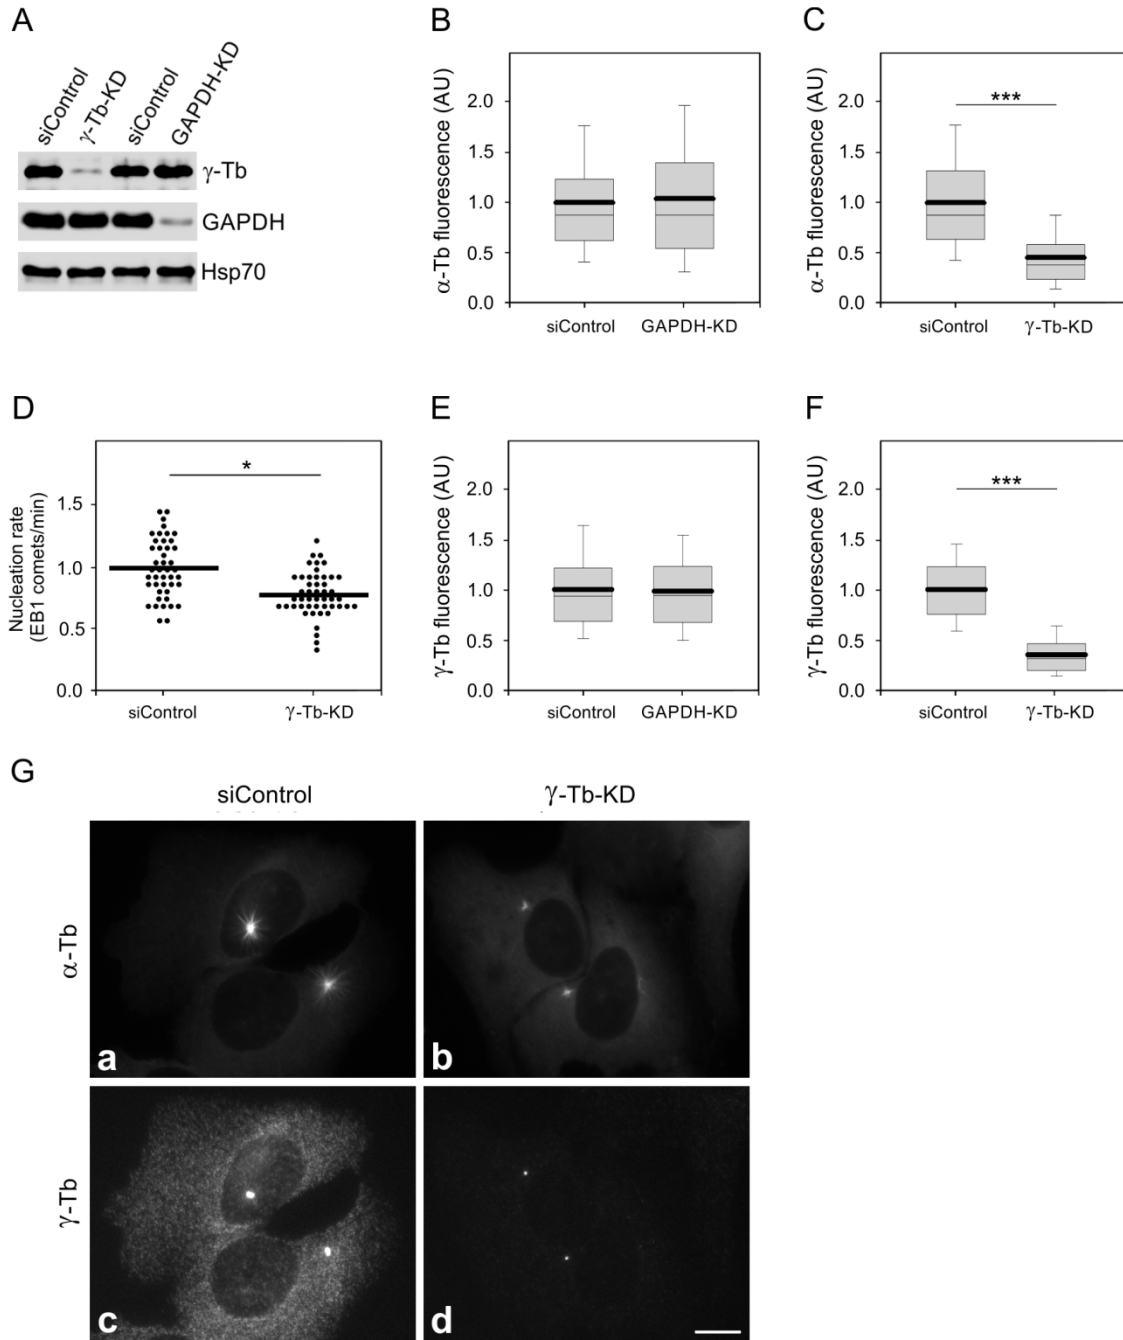 A
siControl
γ-Tb-KD
siControl
GAPDH-KD
γ-Tb
GAPDH
Hsp70
B
α-Tb fluorescence (AU)
2.0
1.5
1.0
0.5
0.0
siControl
GAPDH-KD
C
α-Tb fluorescence (AU)
2.0
1.5
1.0
0.5
0.0
***
siControl
γ-Tb-KD
D
Nucleation rate
(EB1 comets/min)
1.5
1.0
0.5
0.0
*
siControl
γ-Tb-KD
E
γ-Tb fluorescence (AU)
2.0
1.5
1.0
0.5
0.0
siControl
GAPDH-KD
F
γ-Tb fluorescence (AU)
2.0
1.5
1.0
0.5
0.0
***
siControl
γ-Tb-KD
G
siControl
γ-Tb-KD
α-Tb
a
b
γ-Tb
c
d